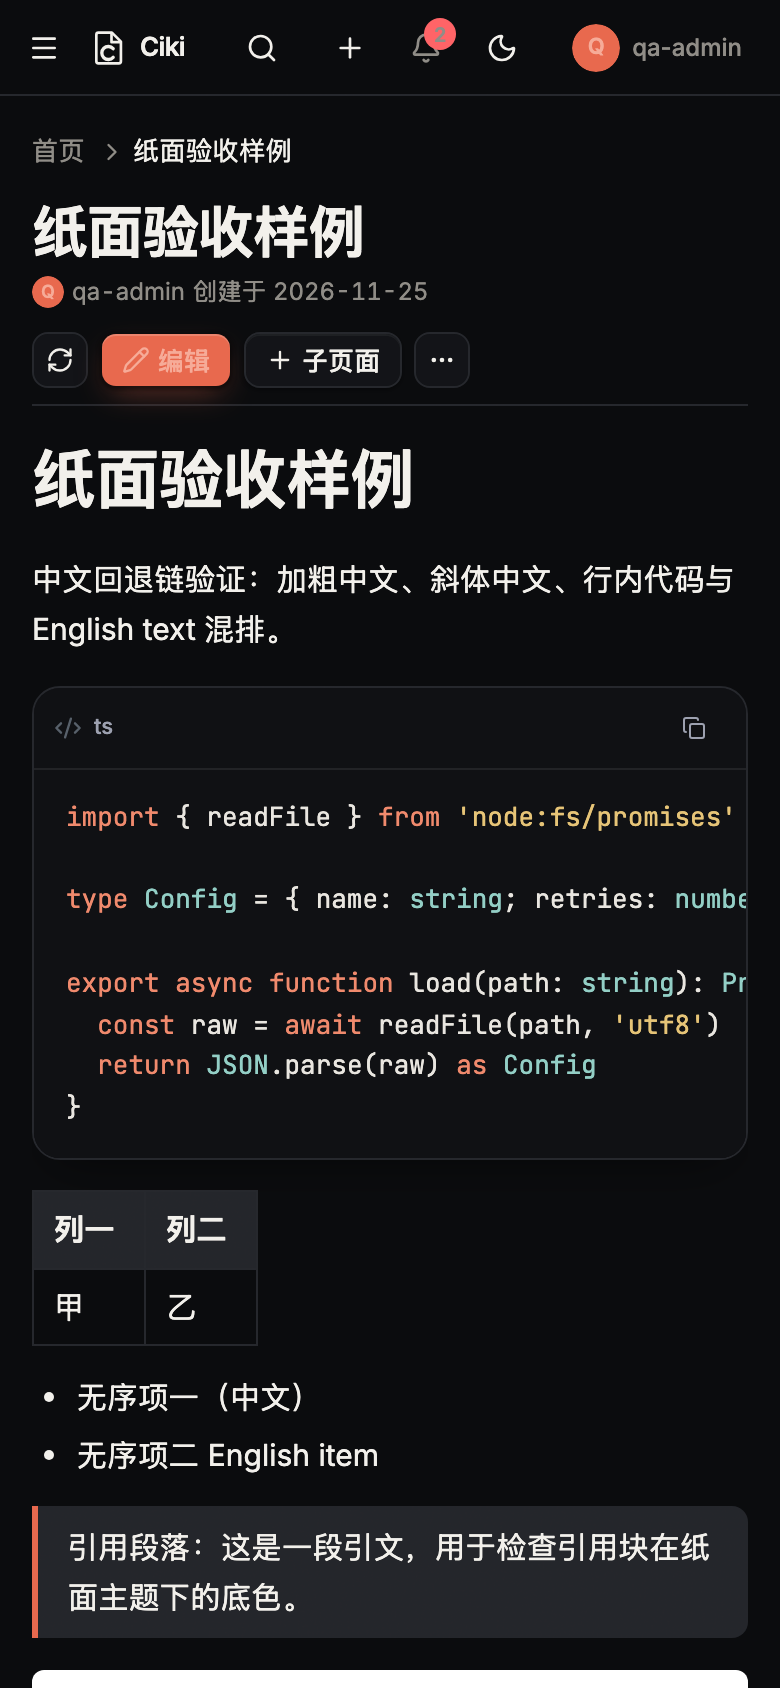 Ciki
2
Q
qa-admin
首页 > 纸面验收样例
纸面验收样例
Q qa-admin 创建于 2026-11-25
编辑
+ 子页面
纸面验收样例
中文回退链验证：加粗中文、斜体中文、行内代码与
English text 混排。
</> ts
import { readFile } from 'node:fs/promises'
type Config = { name: string; retries: numbe
export async function load(path: string): Pr
  const raw = await readFile(path, 'utf8')
  return JSON.parse(raw) as Config
}
列一 列二
甲 乙
• 无序项一（中文）
• 无序项二 English item
引用段落：这是一段引文，用于检查引用块在纸
面主题下的底色。